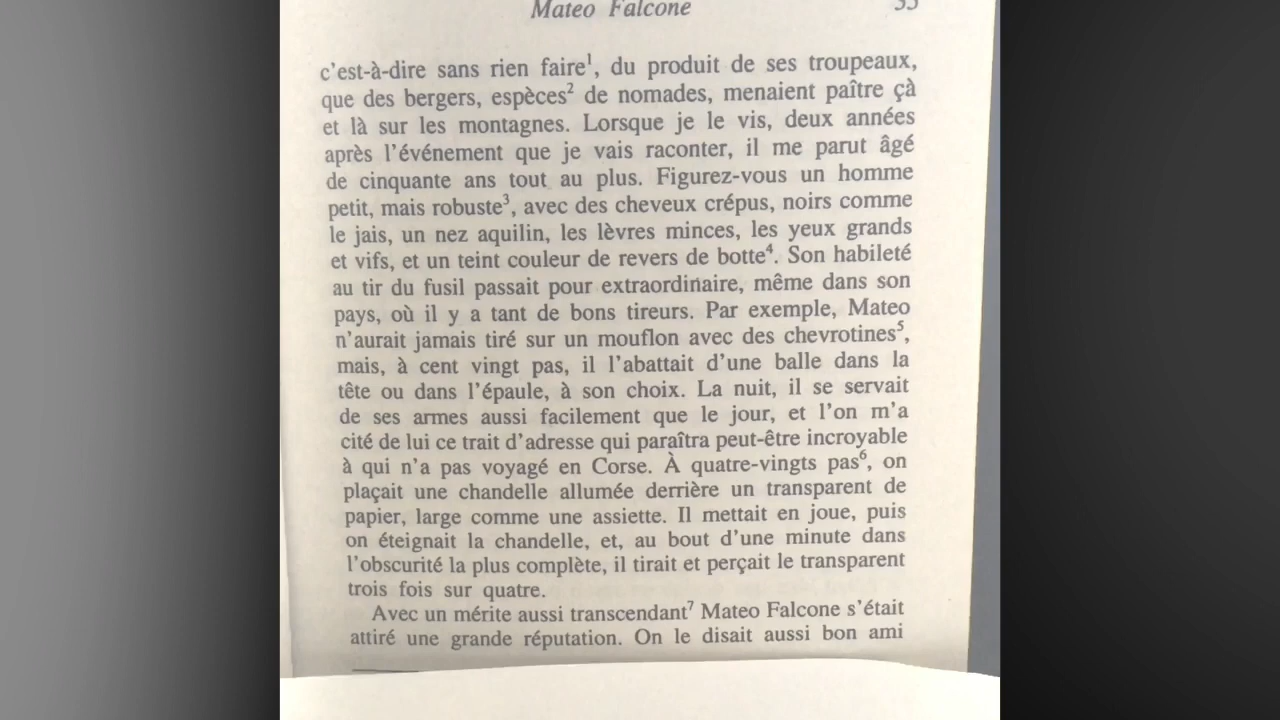 Mateo Falcone
c'est-à-dire sans rien faire¹, du produit de ses troupeaux,
que des bergers, espèces² de nomades, menaient paître çà
et là sur les montagnes. Lorsque je le vis, deux années
après l'événement que je vais raconter, il me parut âgé
de cinquante ans tout au plus. Figurez-vous un homme
petit, mais robuste³, avec des cheveux crépus, noirs comme
le jais, un nez aquilin, les lèvres minces, les yeux grands
et vifs, et un teint couleur de revers de botte⁴. Son habileté
au tir du fusil passait pour extraordinaire, même dans son
pays, où il y a tant de bons tireurs. Par exemple, Mateo
n'aurait jamais tiré sur un mouflon avec des chevrotines⁵,
mais, à cent vingt pas, il l'abattait d'une balle dans la
tête ou dans l'épaule, à son choix. La nuit, il se servait
de ses armes aussi facilement que le jour, et l'on m'a
cité de lui ce trait d'adresse qui paraîtra peut-être incroyable
à qui n'a pas voyagé en Corse. À quatre-vingts pas⁶, on
plaçait une chandelle allumée derrière un transparent de
papier, large comme une assiette. Il mettait en joue, puis
on éteignait la chandelle, et, au bout d'une minute dans
l'obscurité la plus complète, il tirait et perçait le transparent
trois fois sur quatre.
Avec un mérite aussi transcendant⁷ Mateo Falcone s'était
attiré une grande réputation. On le disait aussi bon ami